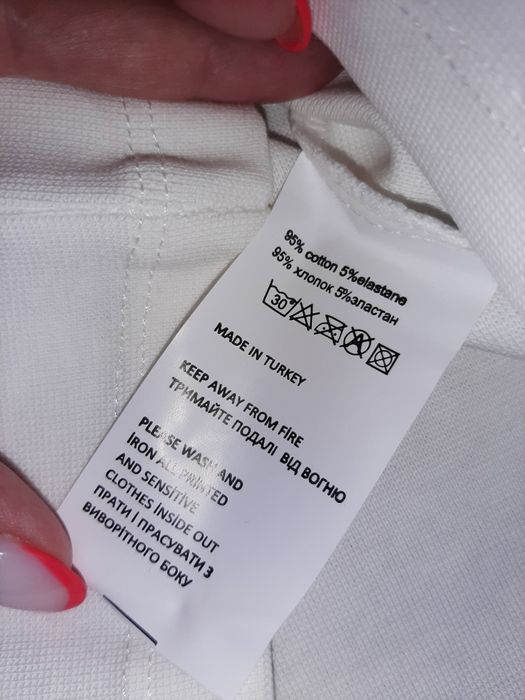 95% cotton 5%elastane
95% хлопок 5%эластан
30
A
MADE IN TURKEY
KEEP AWAY FROM FIRE
ТРИМАЙТЕ ПОДАЛІ ВІД ВОГНЮ
PLEASE WASH AND
IRON ALL PRINTED
AND SENSITIVE
CLOTHES INSIDE OUT
ПРАТИ І ПРАСУВАТИ З
ВИВОРІТНОГО БОКУ